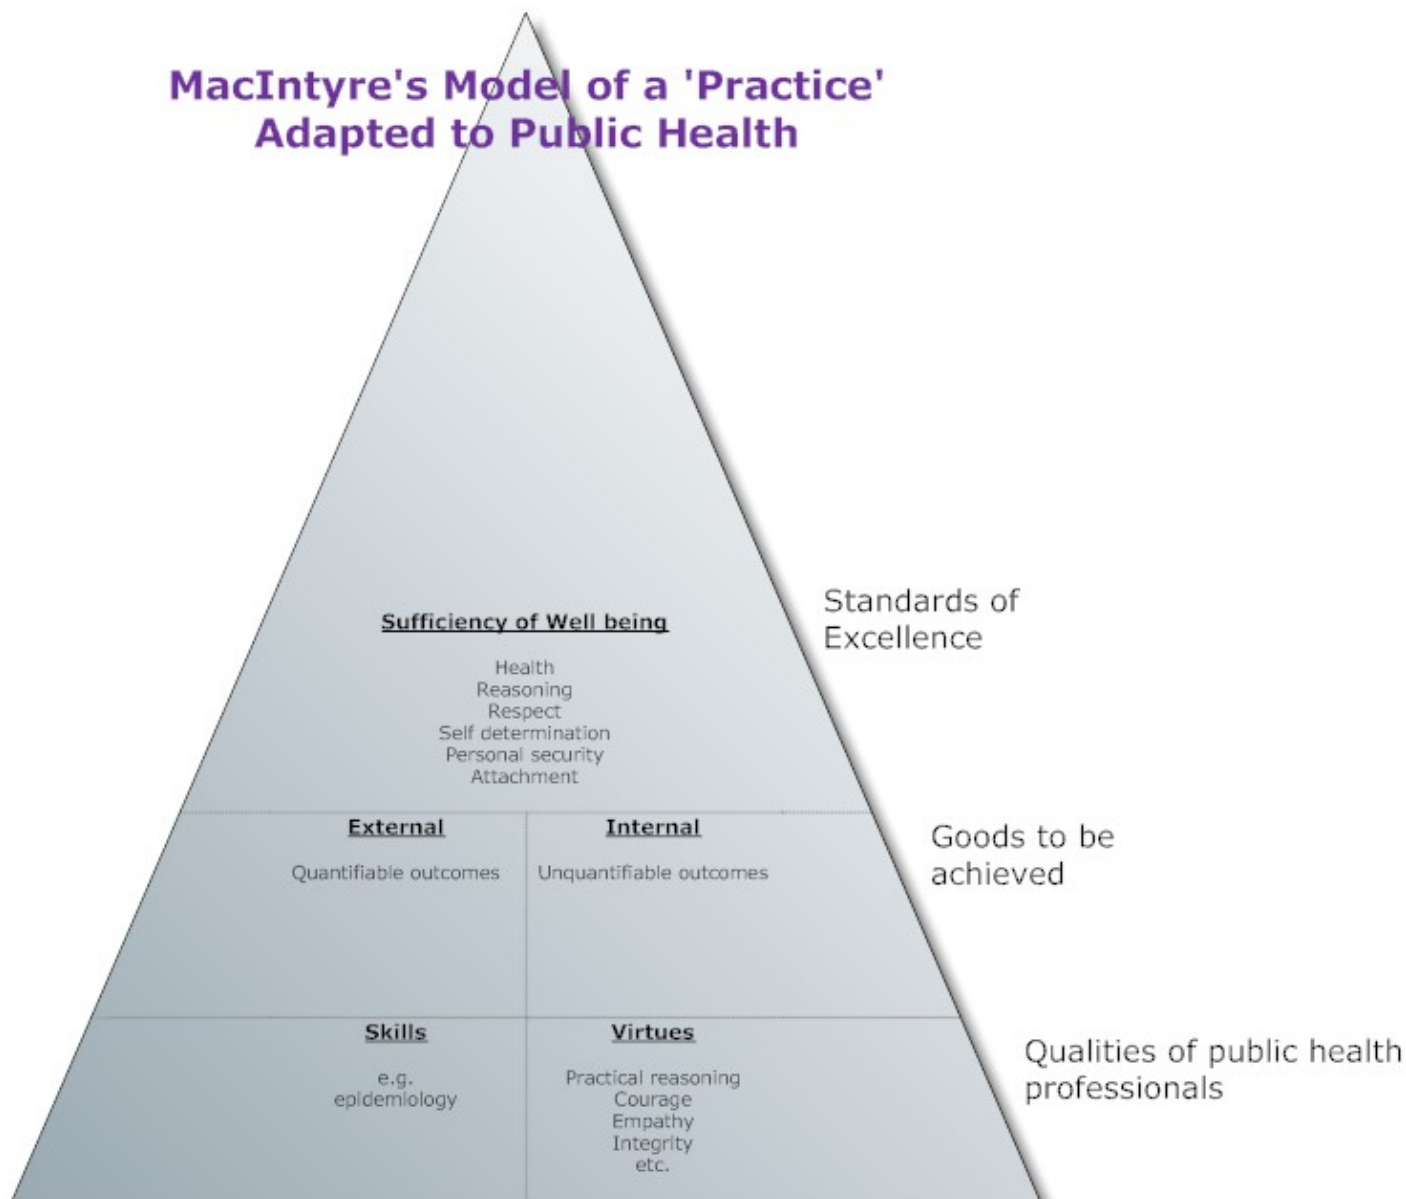 MacIntyre's Model of a 'Practice'
Adapted to Public Health
Sufficiency of Well being
Health
Reasoning
Respect
Self determination
Personal security
Attachment
Standards of
Excellence
External
Quantifiable outcomes
Internal
Unquantifiable outcomes
Goods to be
achieved
Skills
e.g.
epidemiology
Virtues
Practical reasoning
Courage
Empathy
Integrity
etc.
Qualities of public health
professionals